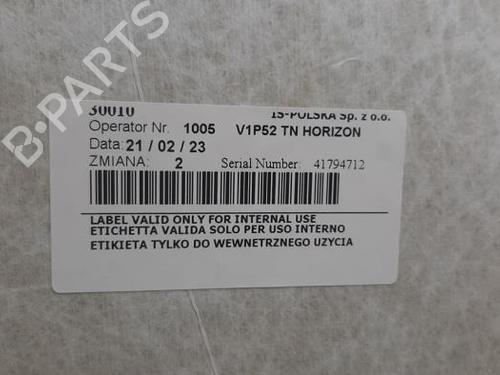 B-PARTS
30010 IS-POLSKA Sp. z o.o.
Operator Nr. 1005 V1P52 TN HORIZON
Data: 21 / 02 / 23
ZMIANA: 2 Serial Number: 41794712
LABEL VALID ONLY FOR INTERNAL USE
ETICHETTA VALIDA SOLO PER USO INTERNO
ETIKIETA TYLKO DO WEWNETRZNEGO UZYCIA